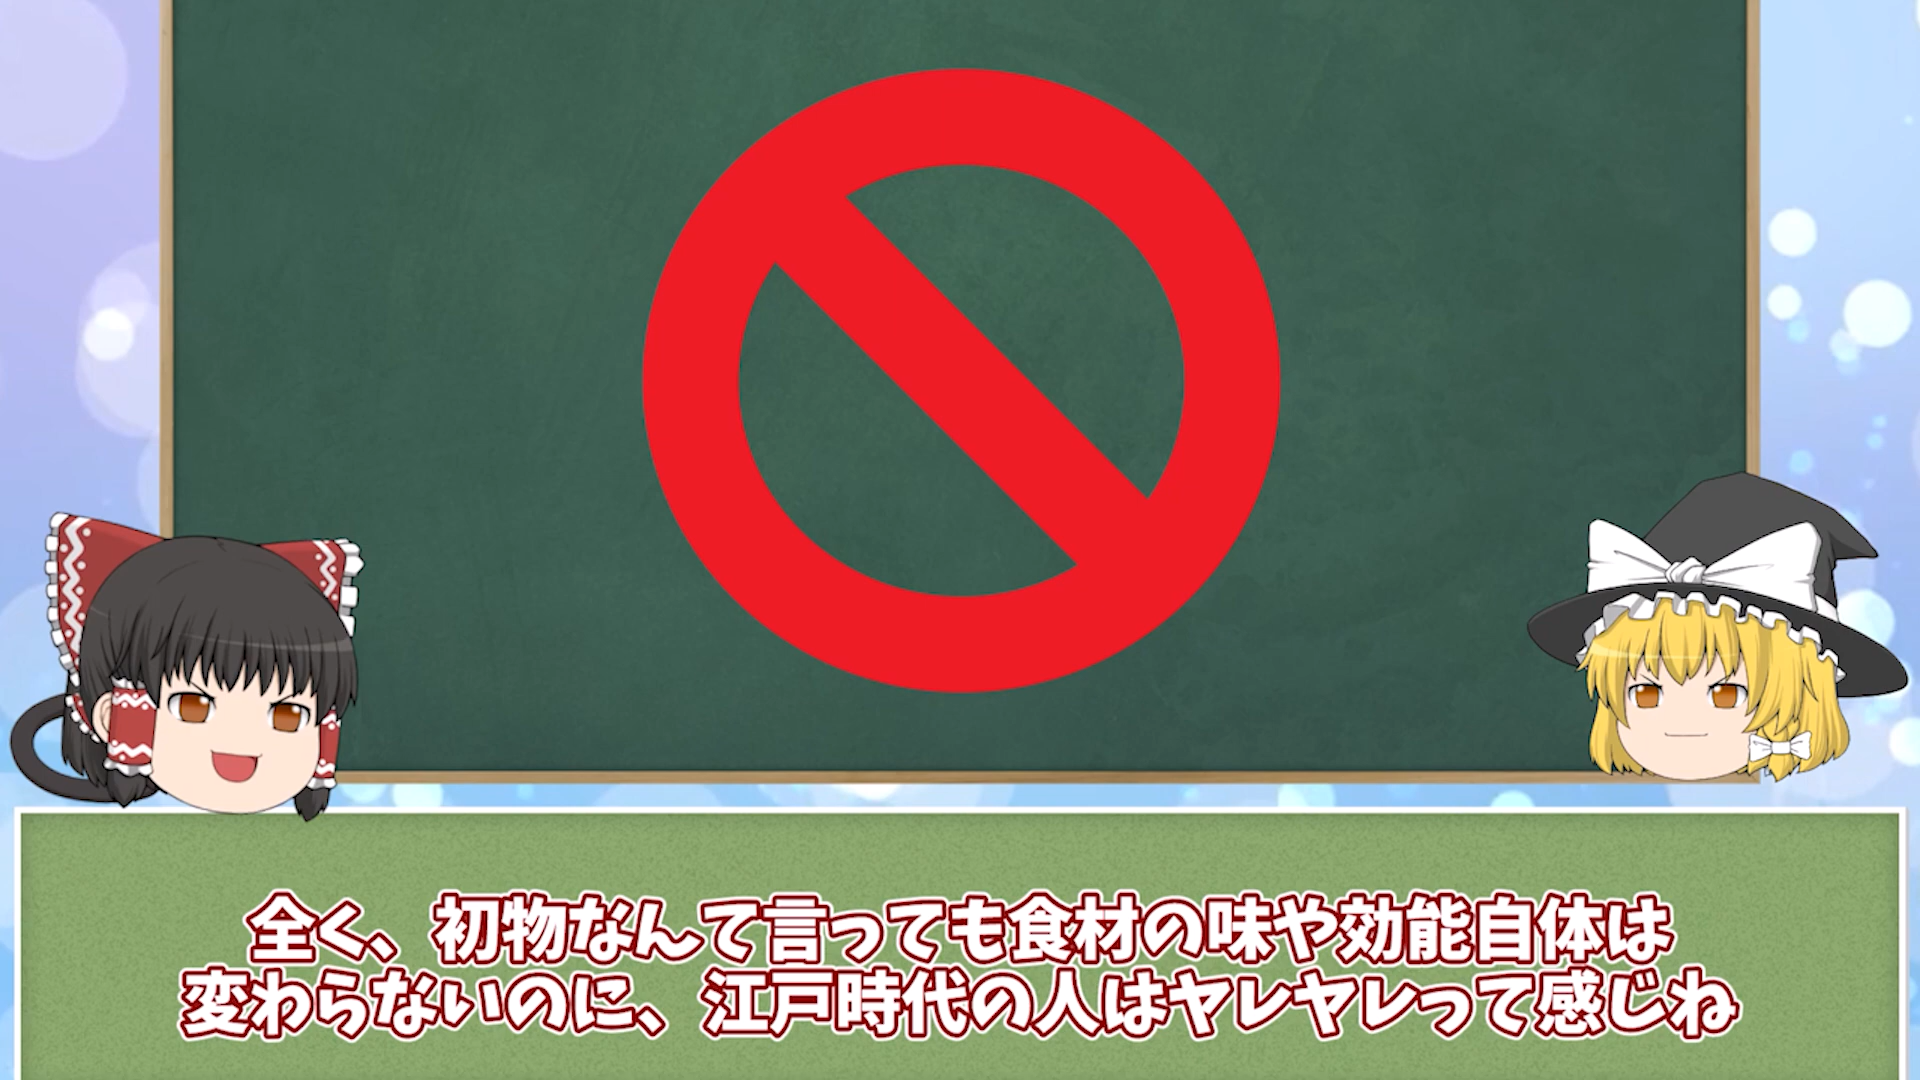 全く、初物なんて言っても食材の味や効能自体は
変わらないのに、江戸時代の人はヤレヤレって感じね